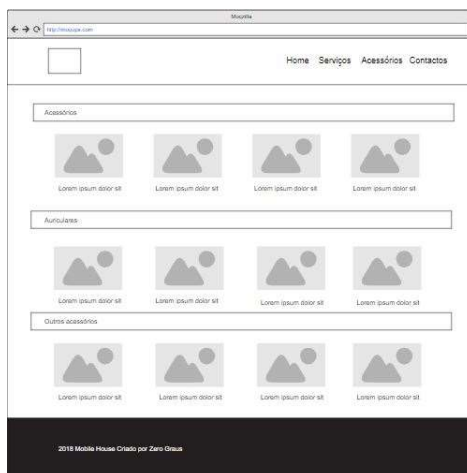 Moqzilla
http://moqups.com
Home Serviços Acessórios Contactos
Acessórios
Lorem ipsum dolor sit Lorem ipsum dolor sit Lorem ipsum dolor sit Lorem ipsum dolor sit
Auriculares
Lorem ipsum dolor sit Lorem ipsum dolor sit Lorem ipsum dolor sit Lorem ipsum dolor sit
Outros acessórios
Lorem ipsum dolor sit Lorem ipsum dolor sit Lorem ipsum dolor sit Lorem ipsum dolor sit
2018 Mobile House Criado por Zero Graus